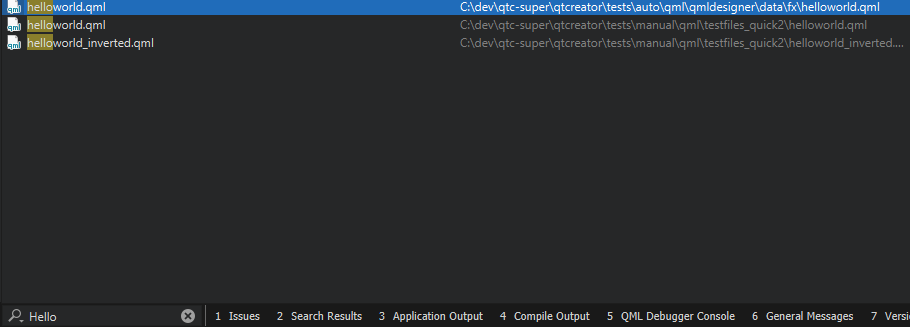 qml helloworld.qml C:\dev\qtc-super\qtcreator\tests\auto\qml\qmldesigner\data\fx\helloworld.qml
qml helloworld.qml C:\dev\qtc-super\qtcreator\tests\manual\qml\testfiles_quick2\helloworld.qml
qml helloworld_inverted.qml C:\dev\qtc-super\qtcreator\tests\manual\qml\testfiles_quick2\helloworld_inverted....
Hello 1 Issues 2 Search Results 3 Application Output 4 Compile Output 5 QML Debugger Console 6 General Messages 7 Versi